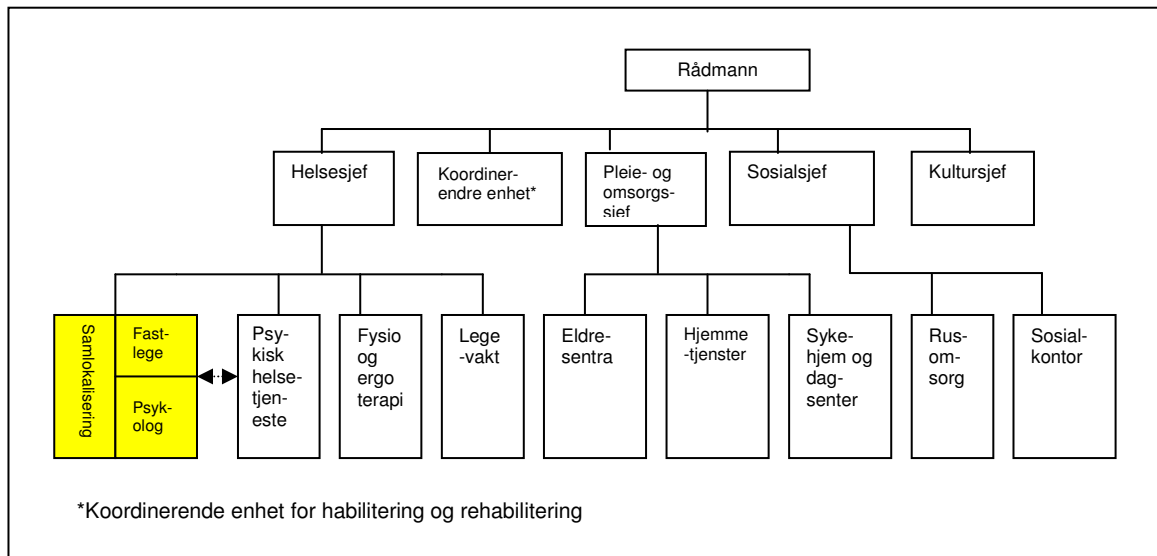 Rådmann
Helsesjef
Koordiner-
endre enhet*
Pleie- og
omsorgs-
sjef
Sosialsjef
Kultursjef
Samlokalisering
Fast-
lege
Psyk-
olog
Psy-
kisk
helse-
tjen-
este
Fysio
og
ergo
terapi
Lege
-vakt
Eldre-
sentra
Hjemme
-tjenster
Syke-
hjem og
dag-
senter
Rus-
om-
sorg
Sosial-
kontor
*Koordinerende enhet for habilitering og rehabilitering